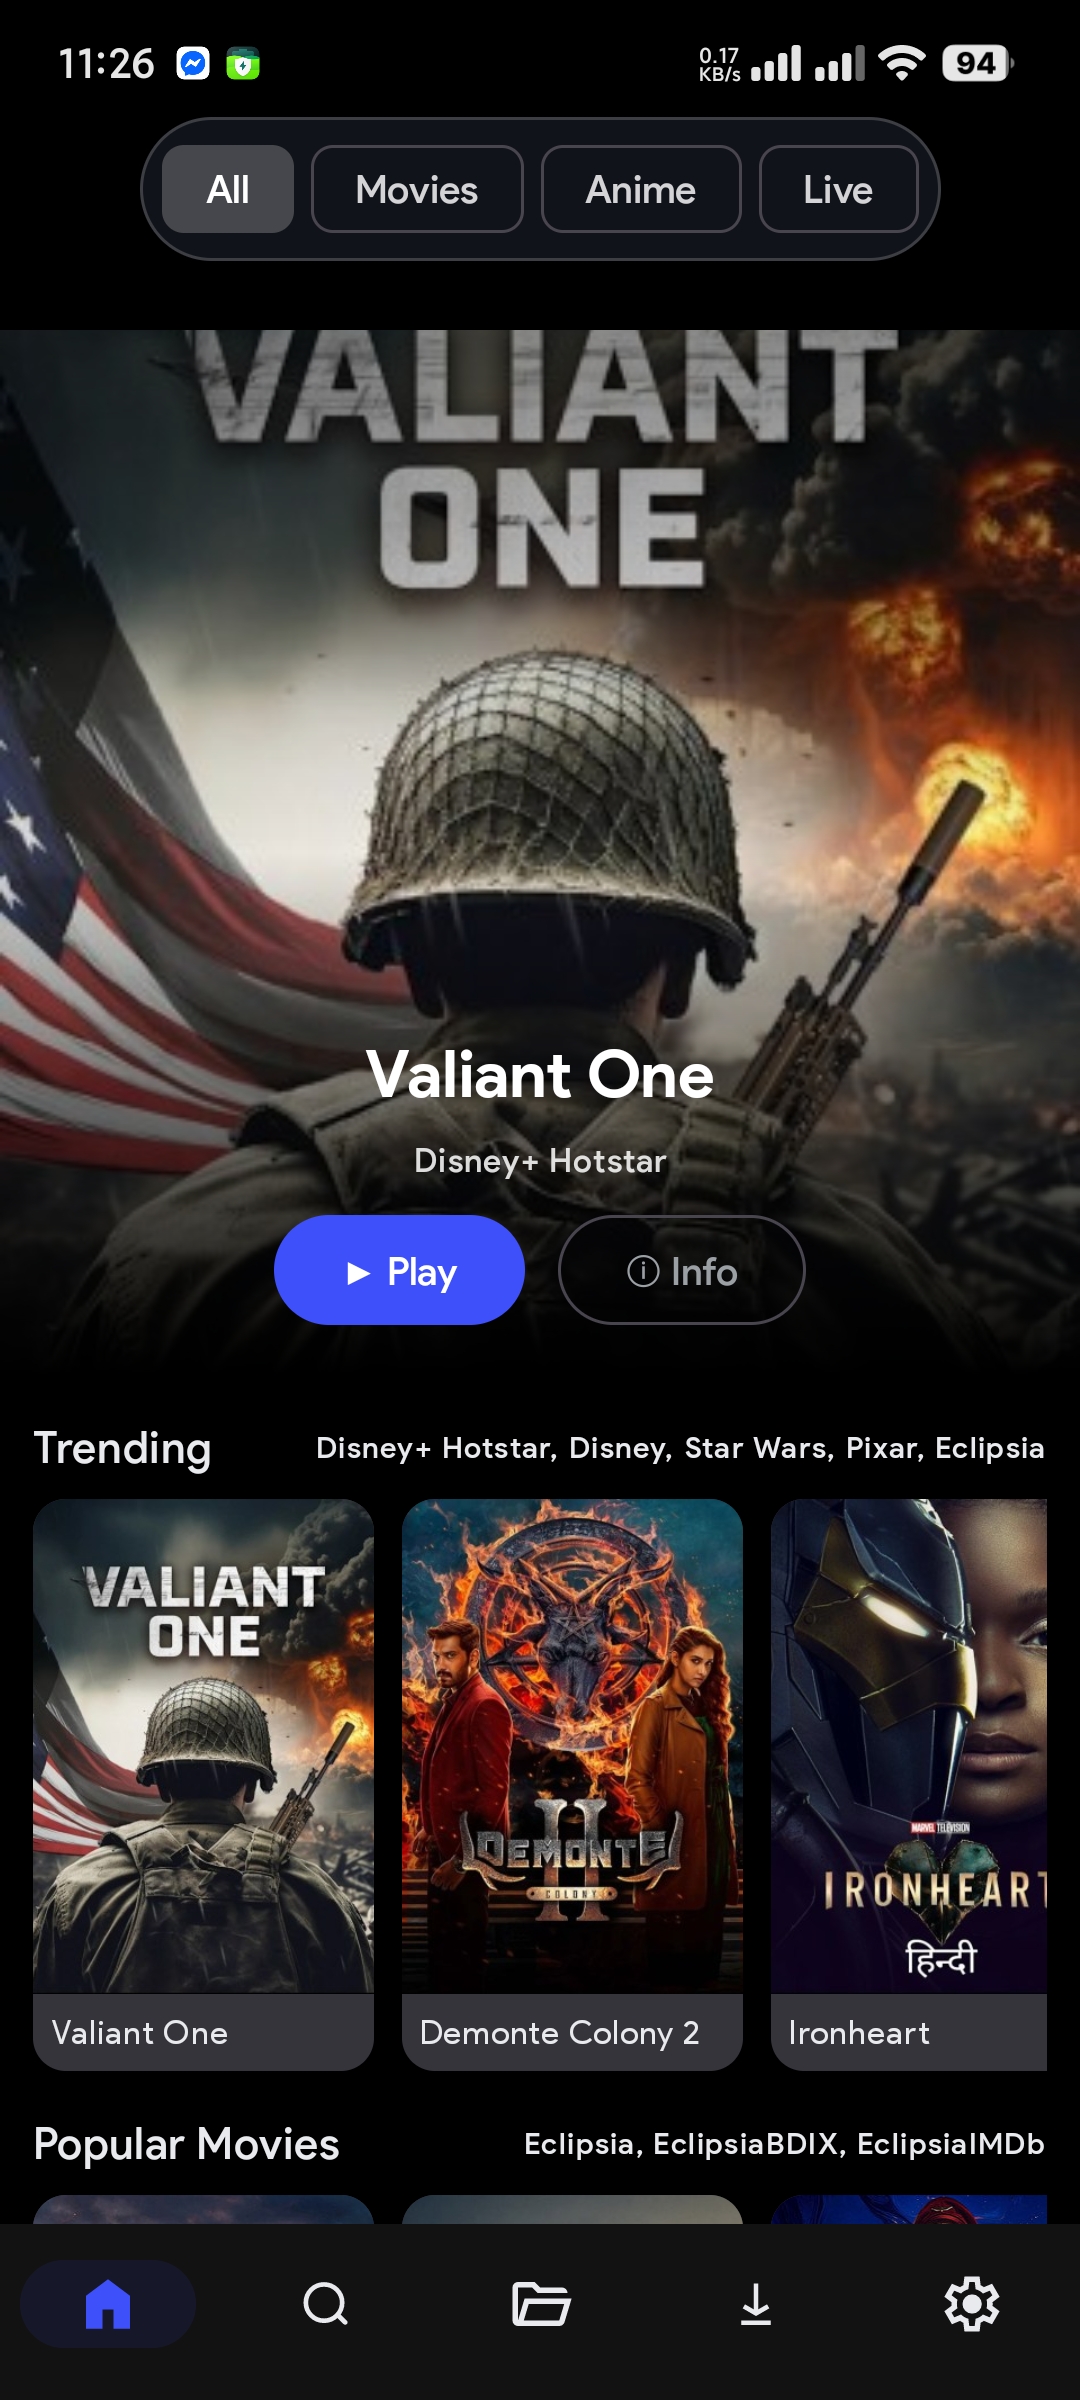 11:26
0.17
KB/s
94
All Movies Anime Live
VALIANT
ONE
Valiant One
Disney+ Hotstar
▶ Play ⓘ Info
Trending Disney+ Hotstar, Disney, Star Wars, Pixar, Eclipsia
VALIANT
ONE
II
DEMONTE
COLONY
MARVEL TELEVISION
IRONHEART
हिन्दी
Valiant One Demonte Colony 2 Ironheart
Popular Movies Eclipsia, EclipsiaBDIX, EclipsiaIMDb